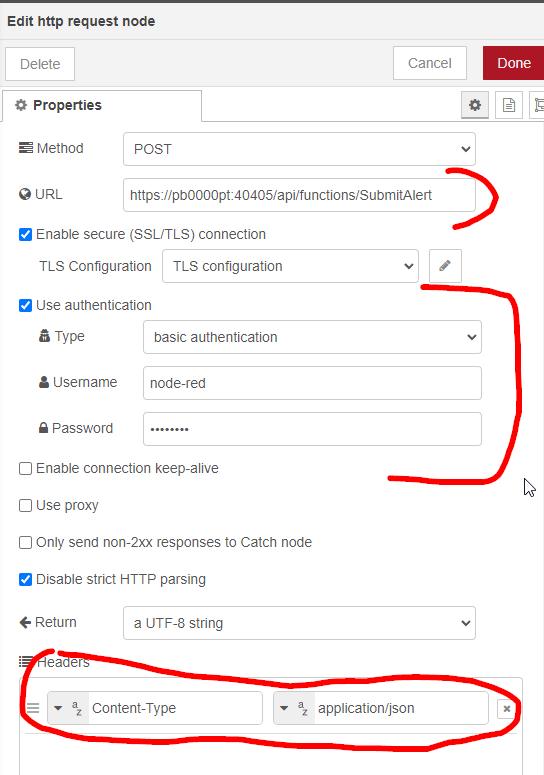 Edit http request node
Delete
Cancel
Done
Properties
Method
POST
URL
https://pb0000pt:40405/api/functions/SubmitAlert
Enable secure (SSL/TLS) connection
TLS Configuration
TLS configuration
Use authentication
Type
basic authentication
Username
node-red
Password
••••••••
Enable connection keep-alive
Use proxy
Only send non-2xx responses to Catch node
Disable strict HTTP parsing
Return
a UTF-8 string
Headers
az Content-Type
az application/json